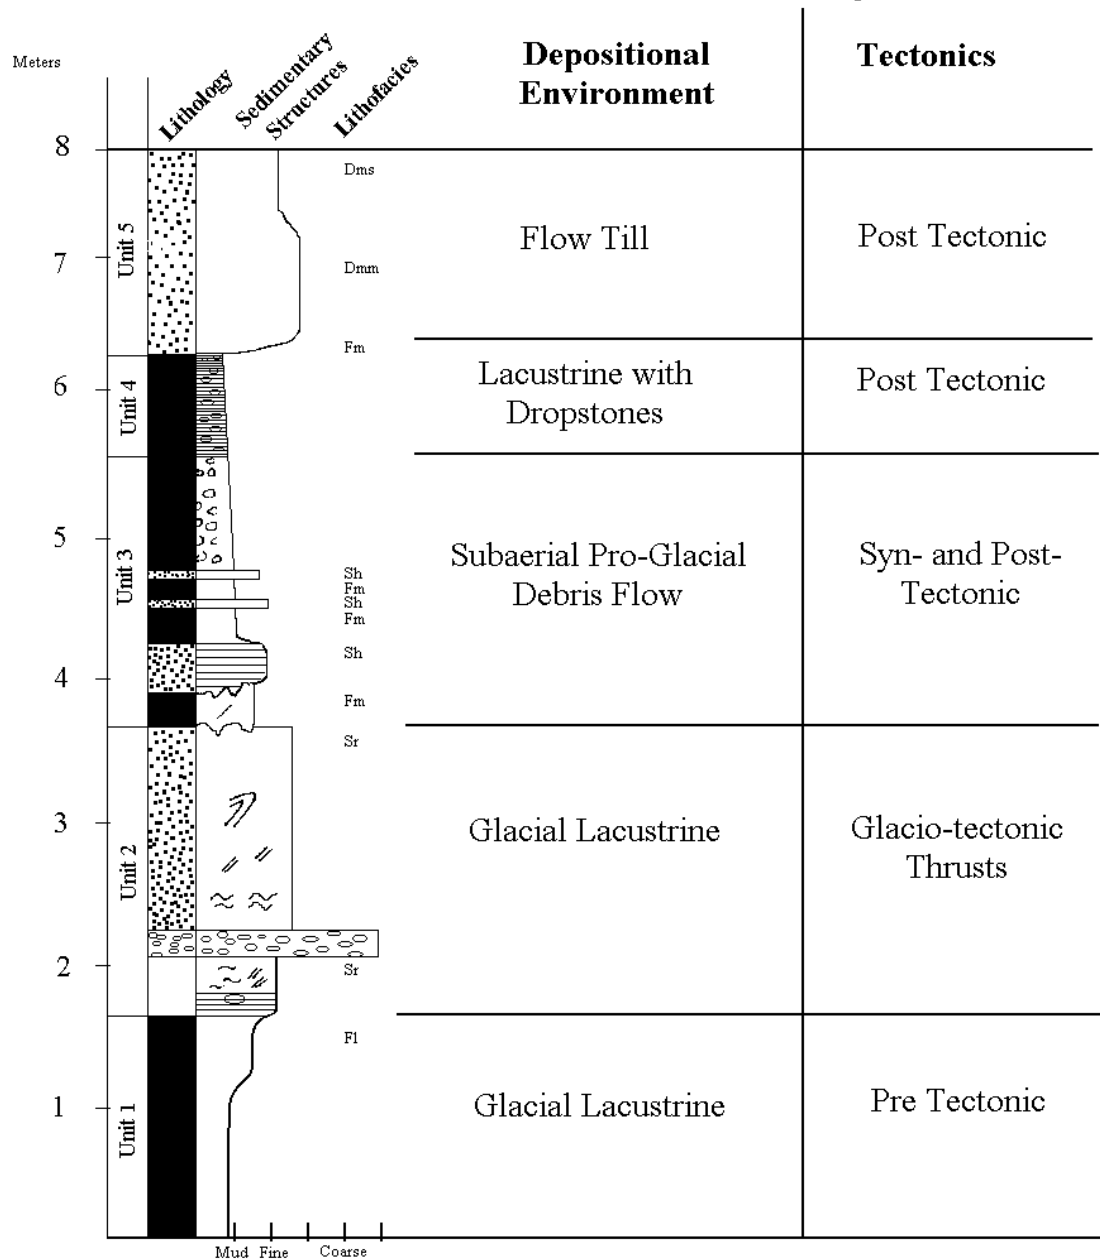 Meters
Lithology
Sedimentary
Structures
Lithofacies
Depositional
Environment
Tectonics
8
Dms
Unit 5
Flow Till
Post Tectonic
7
Dmm
Fm
6
Unit 4
Lacustrine with
Dropstones
Post Tectonic
5
Unit 3
Subaerial Pro-Glacial
Debris Flow
Syn- and Post-
Tectonic
Sh
Fm
Sh
Fm
Sh
4
Fm
Sr
3
Unit 2
Glacial Lacustrine
Glacio-tectonic
Thrusts
2
Sr
Fl
1
Unit 1
Glacial Lacustrine
Pre Tectonic
Mud Fine Coarse